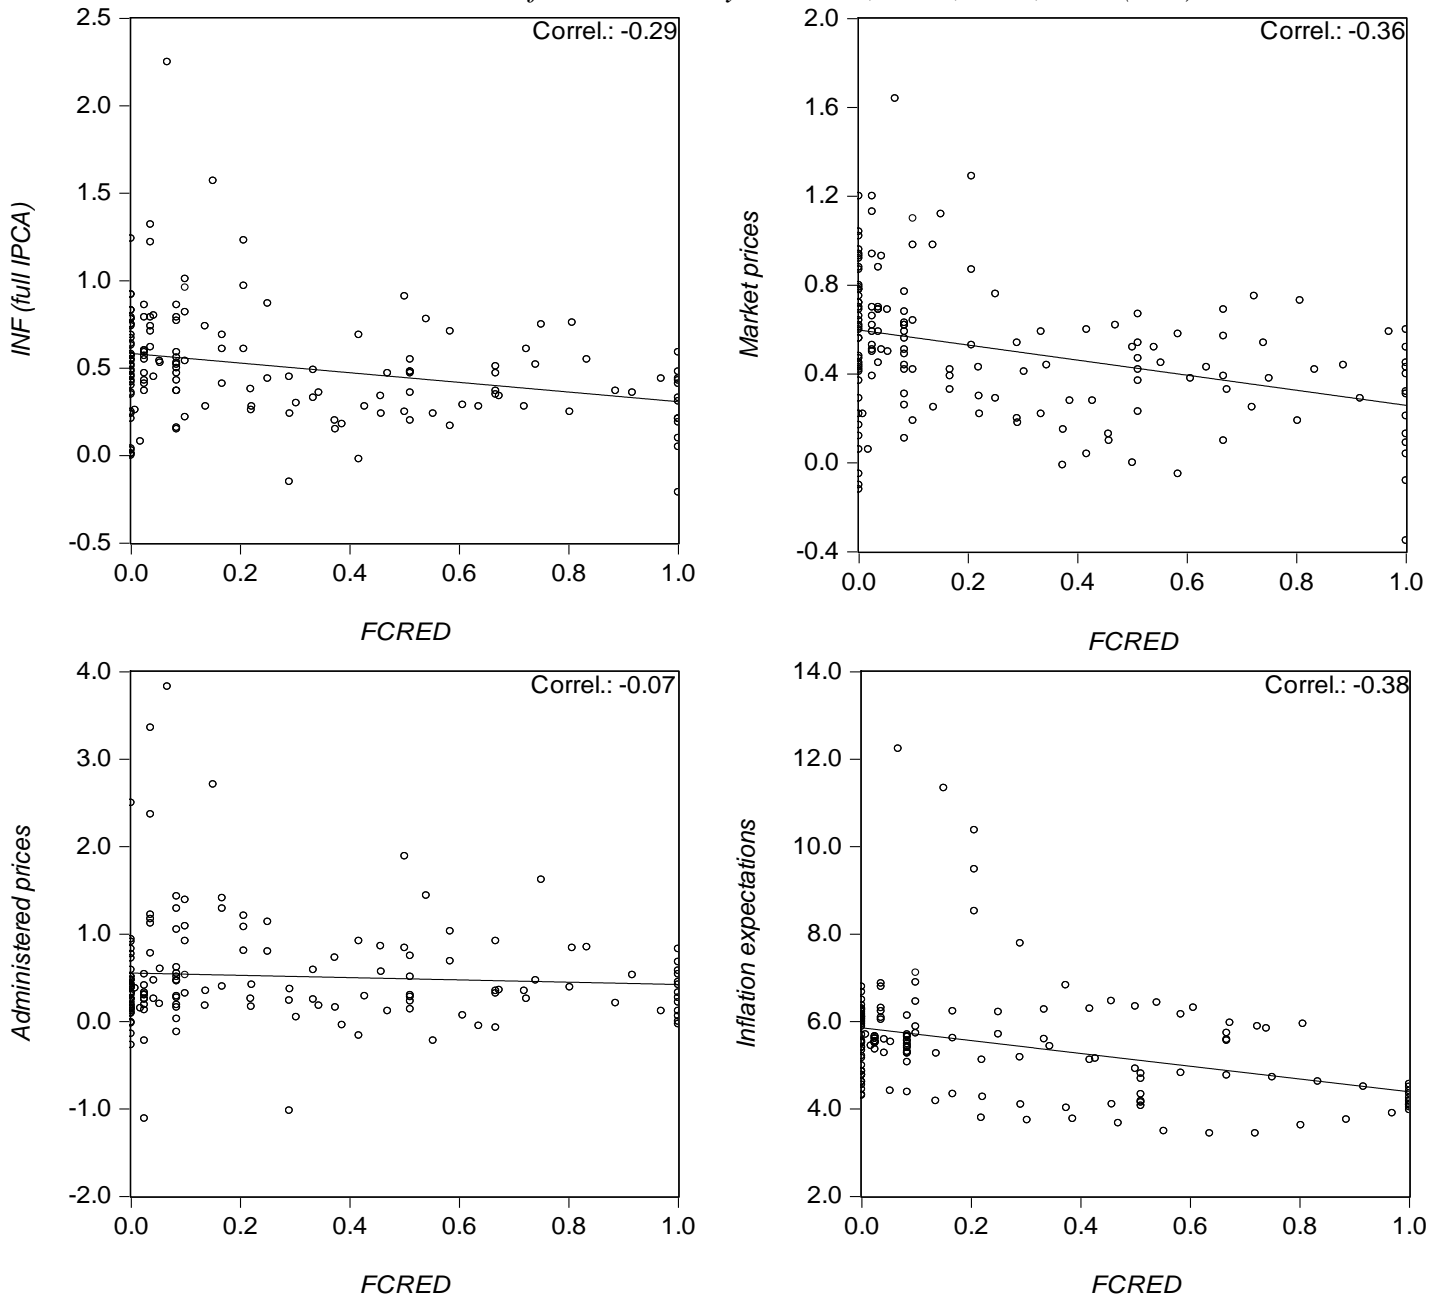 Correl.: -0.29
2.5
2.0
1.5
1.0
0.5
0.0
-0.5
INF (full IPCA)
0.0 0.2 0.4 0.6 0.8 1.0
FCRED
Correl.: -0.36
2.0
1.6
1.2
0.8
0.4
0.0
-0.4
Market prices
0.0 0.2 0.4 0.6 0.8 1.0
FCRED
Correl.: -0.07
4.0
3.0
2.0
1.0
0.0
-1.0
-2.0
Administered prices
0.0 0.2 0.4 0.6 0.8 1.0
FCRED
Correl.: -0.38
14.0
12.0
10.0
8.0
6.0
4.0
2.0
Inflation expectations
0.0 0.2 0.4 0.6 0.8 1.0
FCRED